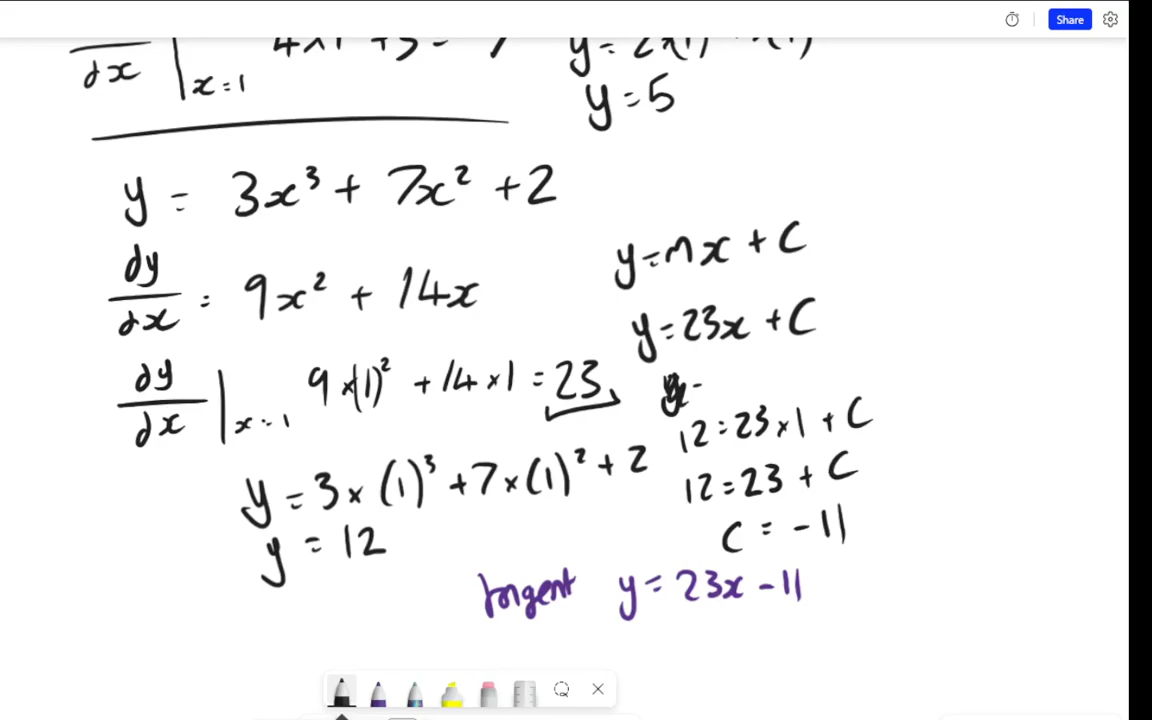 Share
dy/dx | x=1 4×1 + 3 = 7
y = 2×(1)
y = 5
y = 3x³ + 7x² + 2
dy/dx = 9x² + 14x
dy/dx | x=1 9×(1)² + 14×1 = 23
y = 3×(1)³ + 7×(1)² + 2
y = 12
y = mx + C
y = 23x + C
12 = 23×1 + C
12 = 23 + C
C = -11
tangent y = 23x - 11